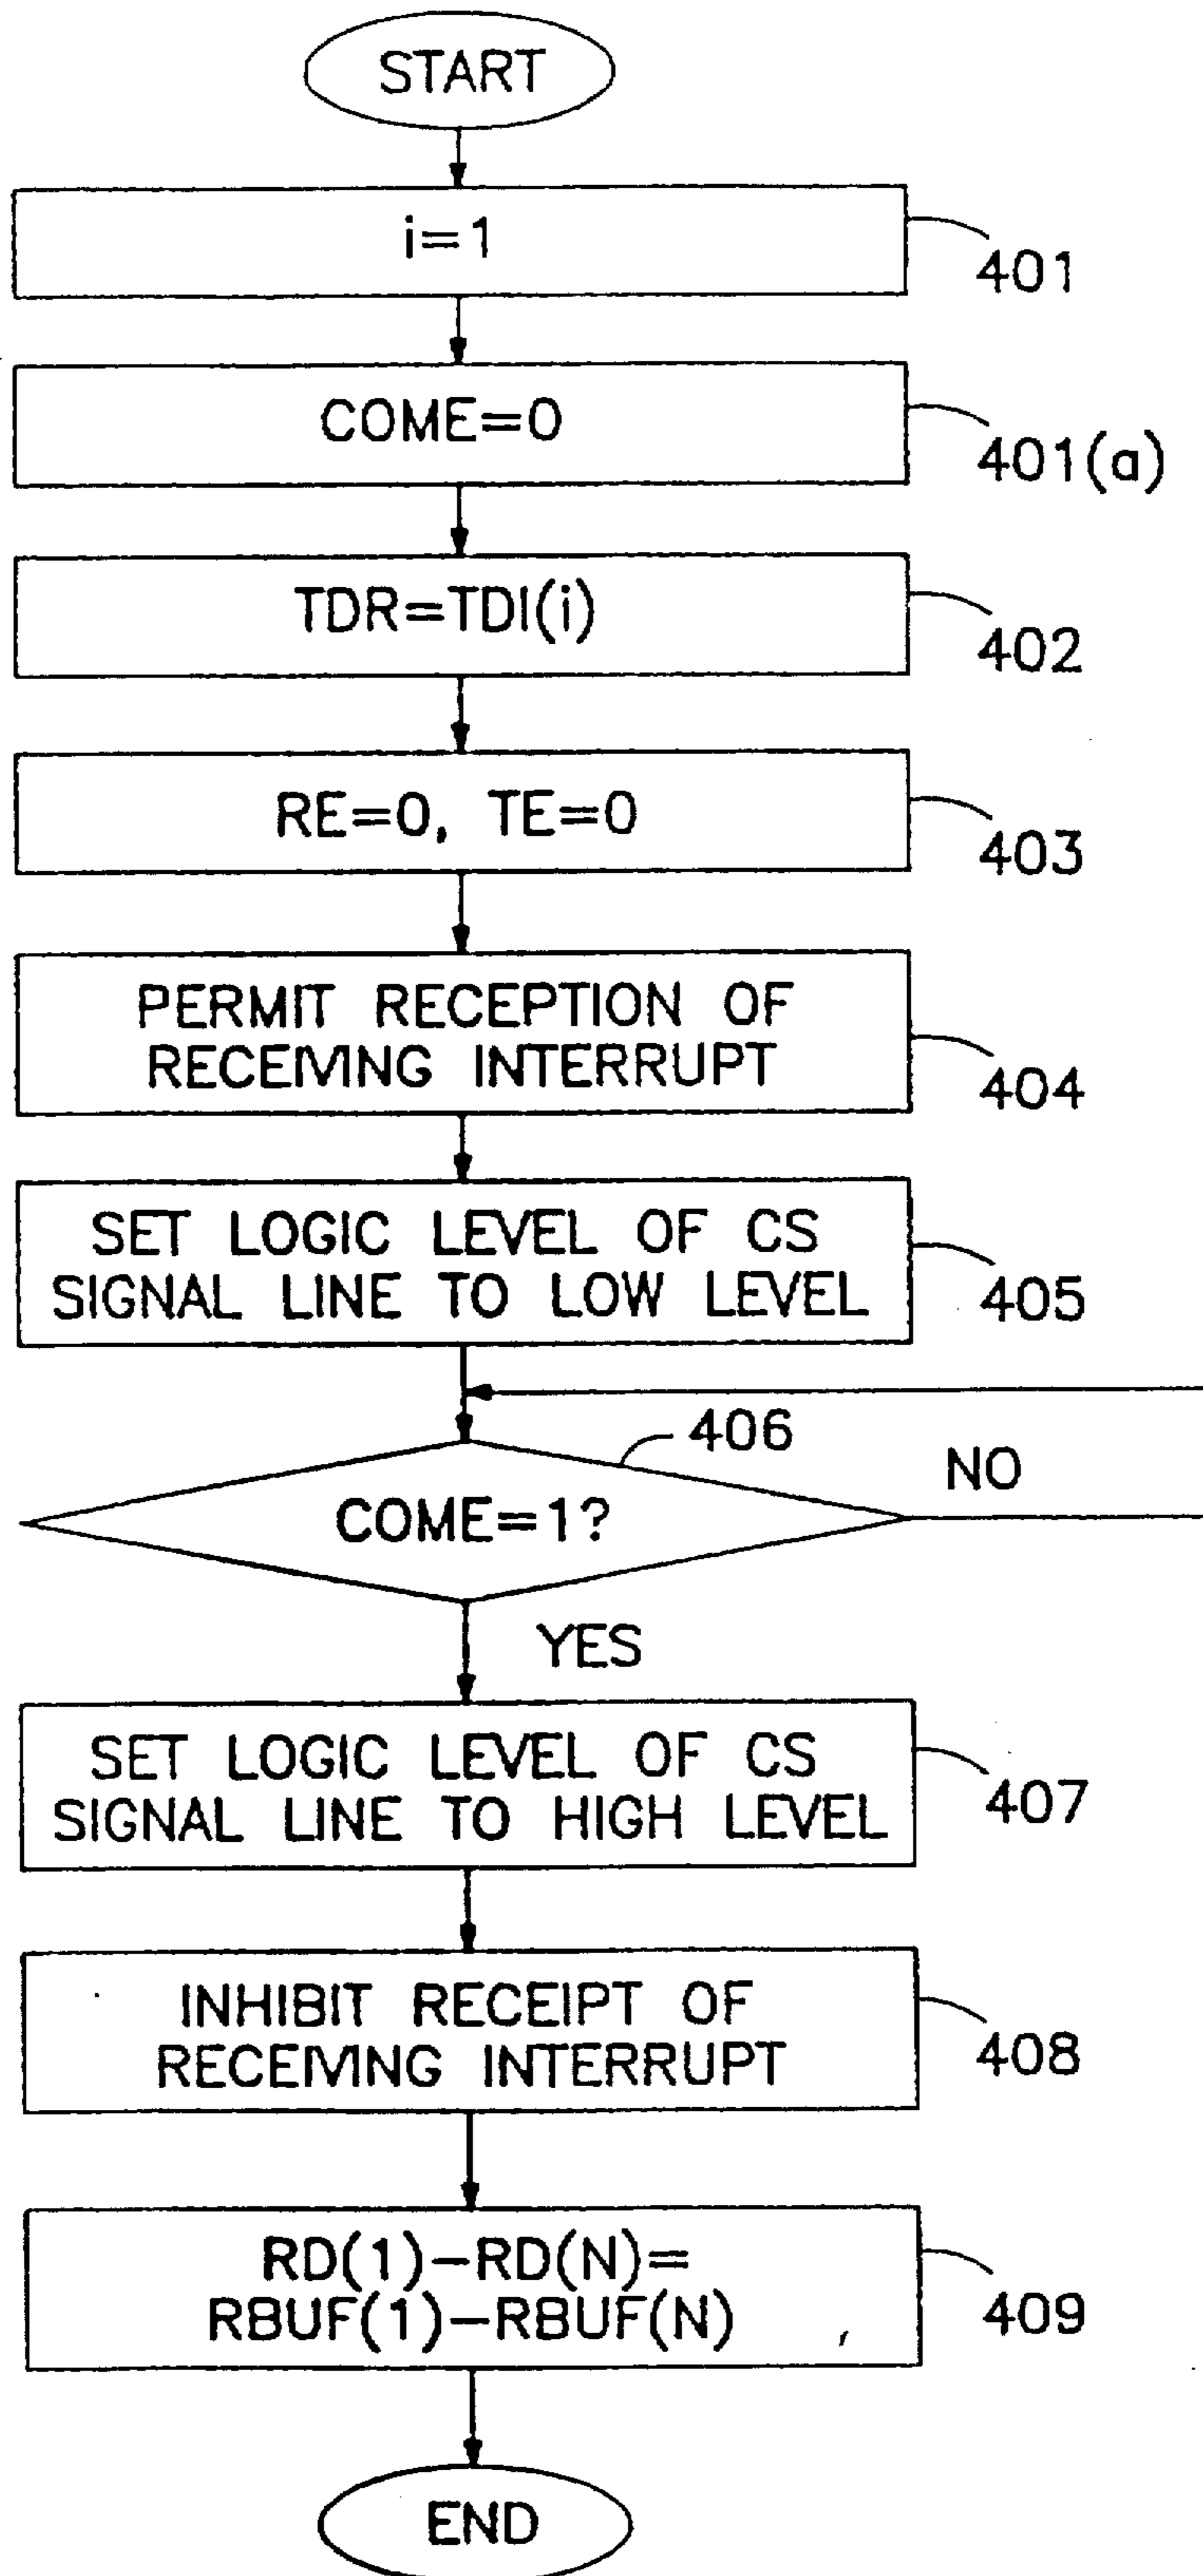 START
i=1
401
COME=0
401(a)
TDR=TDI(i)
402
RE=0, TE=0
403
PERMIT RECEPTION OF
RECEIVING INTERRUPT
404
SET LOGIC LEVEL OF CS
SIGNAL LINE TO LOW LEVEL
405
406
NO
COME=1?
YES
SET LOGIC LEVEL OF CS
SIGNAL LINE TO HIGH LEVEL
407
INHIBIT RECEIPT OF
RECEIVING INTERRUPT
408
RD(1)-RD(N)=
RBUF(1)-RBUF(N)
409
END